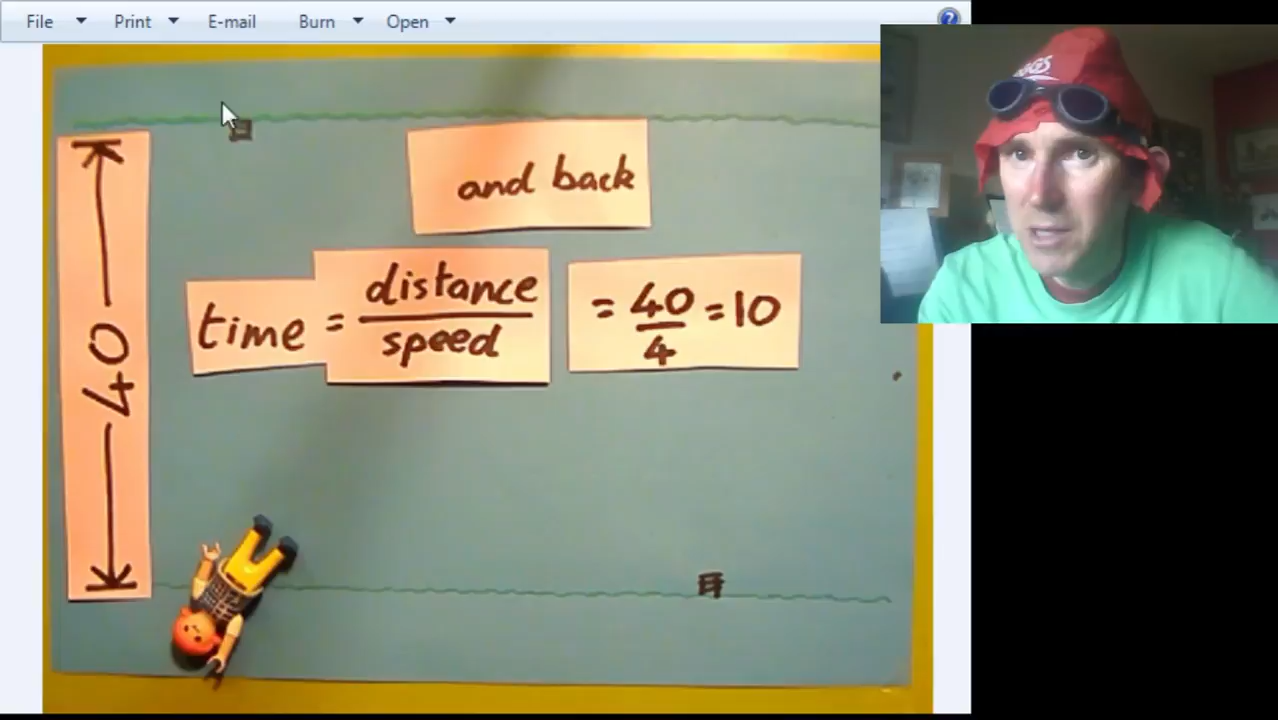 File Print E-mail Burn Open
and back
time = distance / speed = 40 / 4 = 10
40